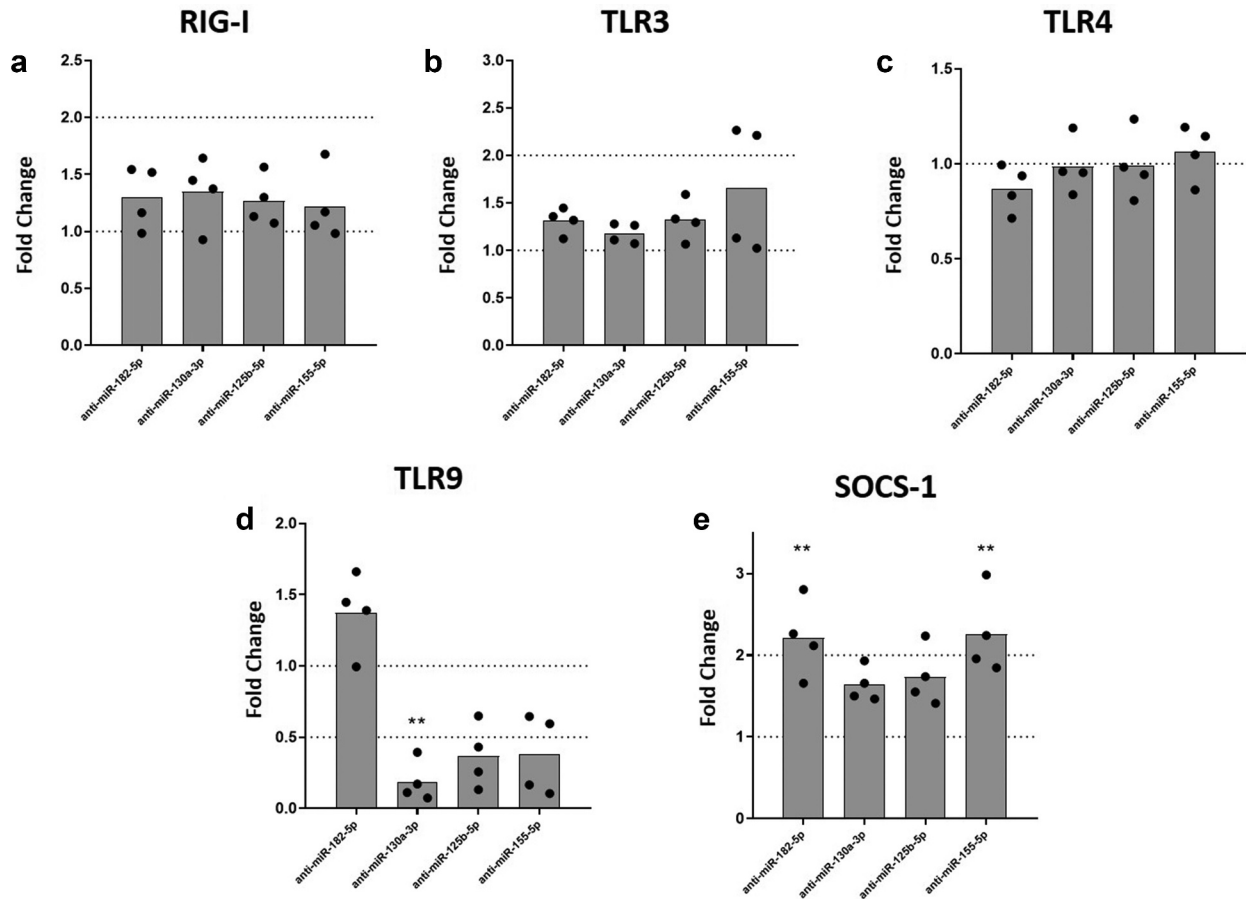 RIG-I
a
2.5
2.0
1.5
1.0
0.5
0.0
Fold Change
anti-miR-182-5p
anti-miR-130a-3p
anti-miR-125b-5p
anti-miR-155-5p
TLR3
b
3.0
2.5
2.0
1.5
1.0
0.5
0.0
Fold Change
anti-miR-182-5p
anti-miR-130a-3p
anti-miR-125b-5p
anti-miR-155-5p
TLR4
c
1.5
1.0
0.5
0.0
Fold Change
anti-miR-182-5p
anti-miR-130a-3p
anti-miR-125b-5p
anti-miR-155-5p
TLR9
d
2.0
1.5
1.0
0.5
0.0
Fold Change
**
anti-miR-182-5p
anti-miR-130a-3p
anti-miR-125b-5p
anti-miR-155-5p
SOCS-1
e
3
2
1
0
Fold Change
**
**
anti-miR-182-5p
anti-miR-130a-3p
anti-miR-125b-5p
anti-miR-155-5p